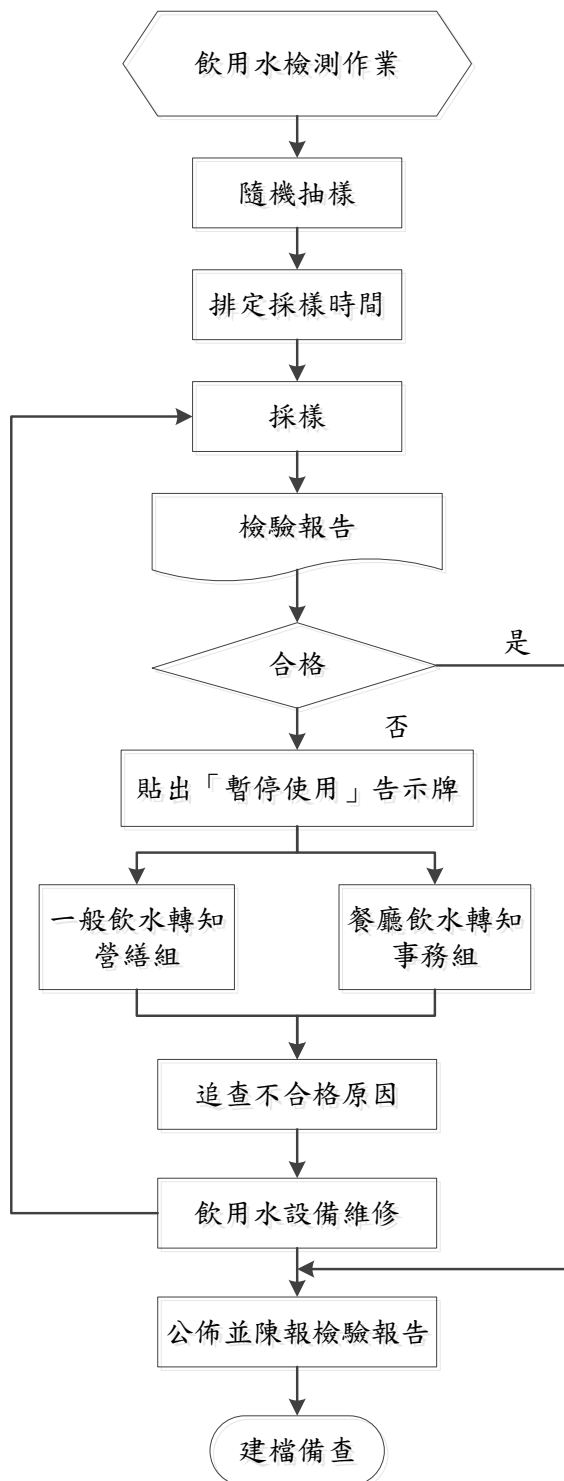 飲用水檢測作業
隨機抽樣
排定採樣時間
採樣
檢驗報告
合格
是
否
貼出「暫停使用」告示牌
一般飲水轉知
營繕組
餐廳飲水轉知
事務組
追查不合格原因
飲用水設備維修
公佈並陳報檢驗報告
建檔備查